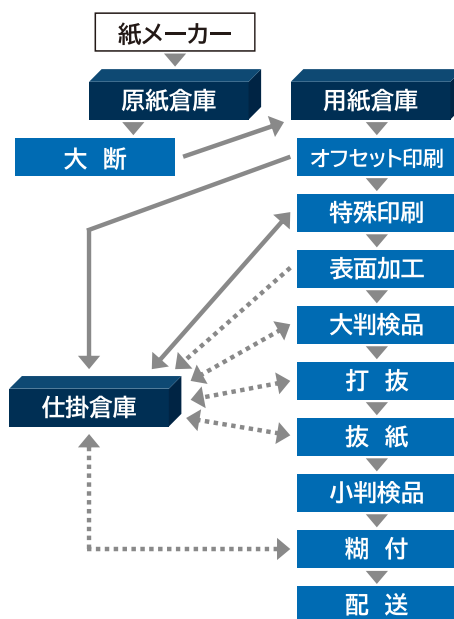 紙メーカー
原紙倉庫
用紙倉庫
大 断
オフセット印刷
特殊印刷
表面加工
大判検品
打 抜
仕掛倉庫
抜 紙
小判検品
糊 付
配 送